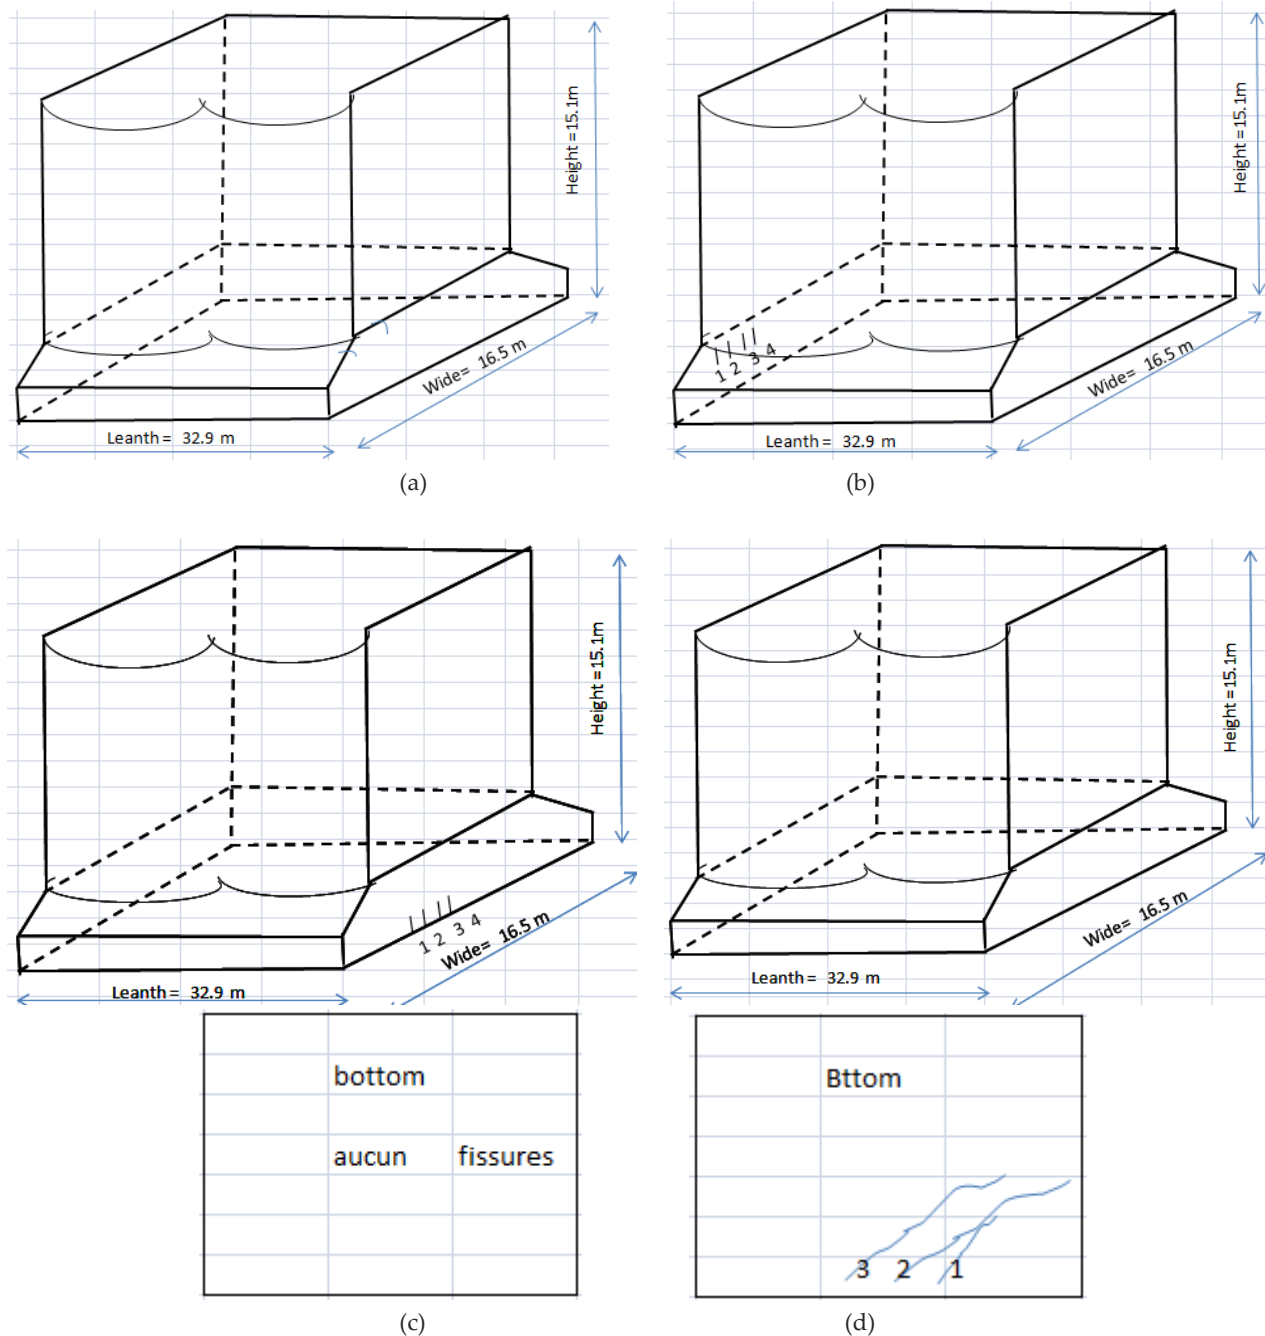 Height = 15.1m
Wide= 16.5 m
Leanth = 32.9 m
(a)
Height = 15.1m
1 2 3 4
Wide= 16.5 m
Leanth = 32.9 m
(b)
Height = 15.1m
1 2 3 4
Wide= 16.5 m
Leanth = 32.9 m
bottom
aucun fissures
(c)
Height = 15.1m
Wide= 16.5 m
Leanth = 32.9 m
Bttom
3 2 1
(d)